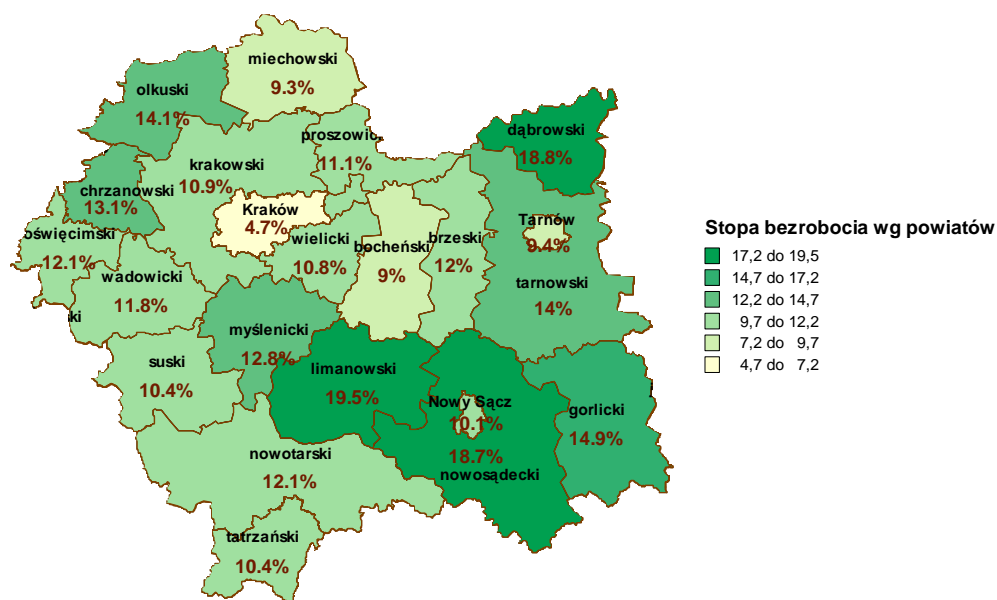 miechowski
9.3%
olkuski
14.1%
dąbrowski
18.8%
proszowic
11.1%
krakowski
10.9%
chrzanowski
13.1%
Kraków
4.7%
Tarnów
9.4%
oświęcimski
12.1%
wielicki
10.8%
bocheński
9%
brzeski
12%
wadowicki
11.8%
tarnowski
14%
ki
myślenicki
12.8%
suski
10.4%
limanowski
19.5%
Nowy Sącz
10.1%
gorlicki
14.9%
nowotarski
12.1%
18.7%
nowosądecki
tatrzański
10.4%
Stopa bezrobocia wg powiatów
17,2 do 19,5
14,7 do 17,2
12,2 do 14,7
9,7 do 12,2
7,2 do 9,7
4,7 do 7,2